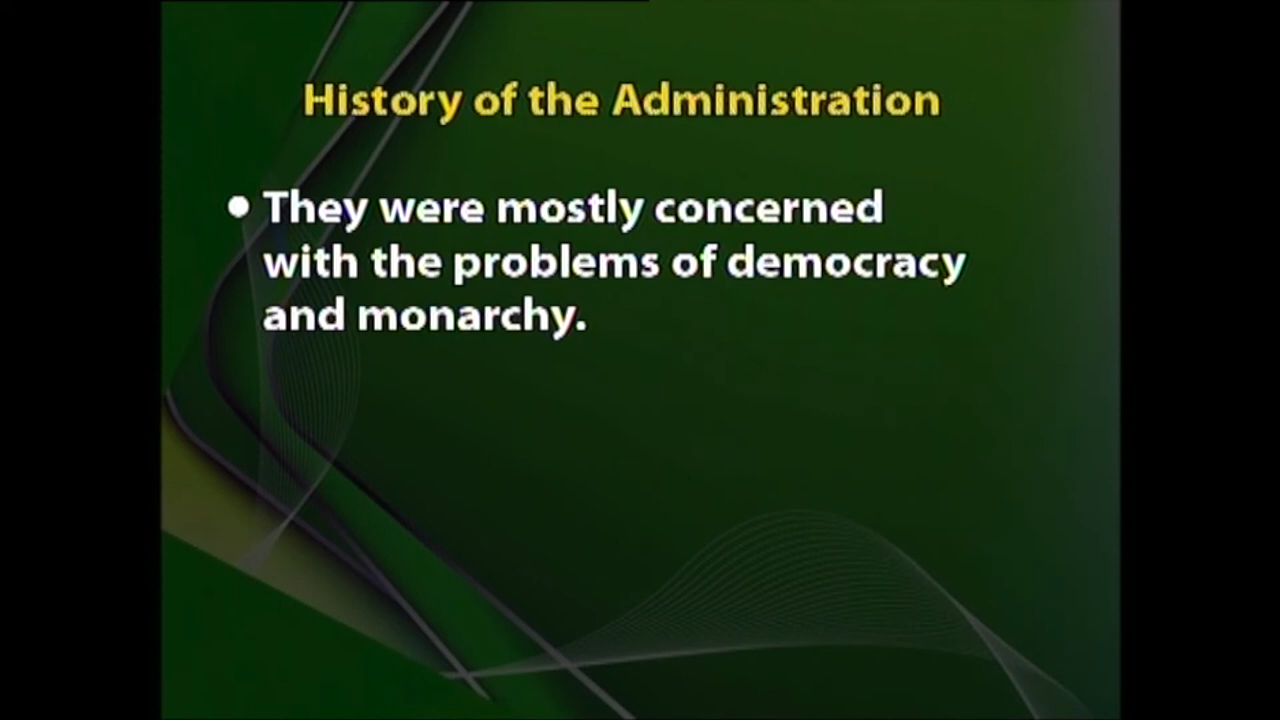 History of the Administration
• They were mostly concerned
with the problems of democracy
and monarchy.